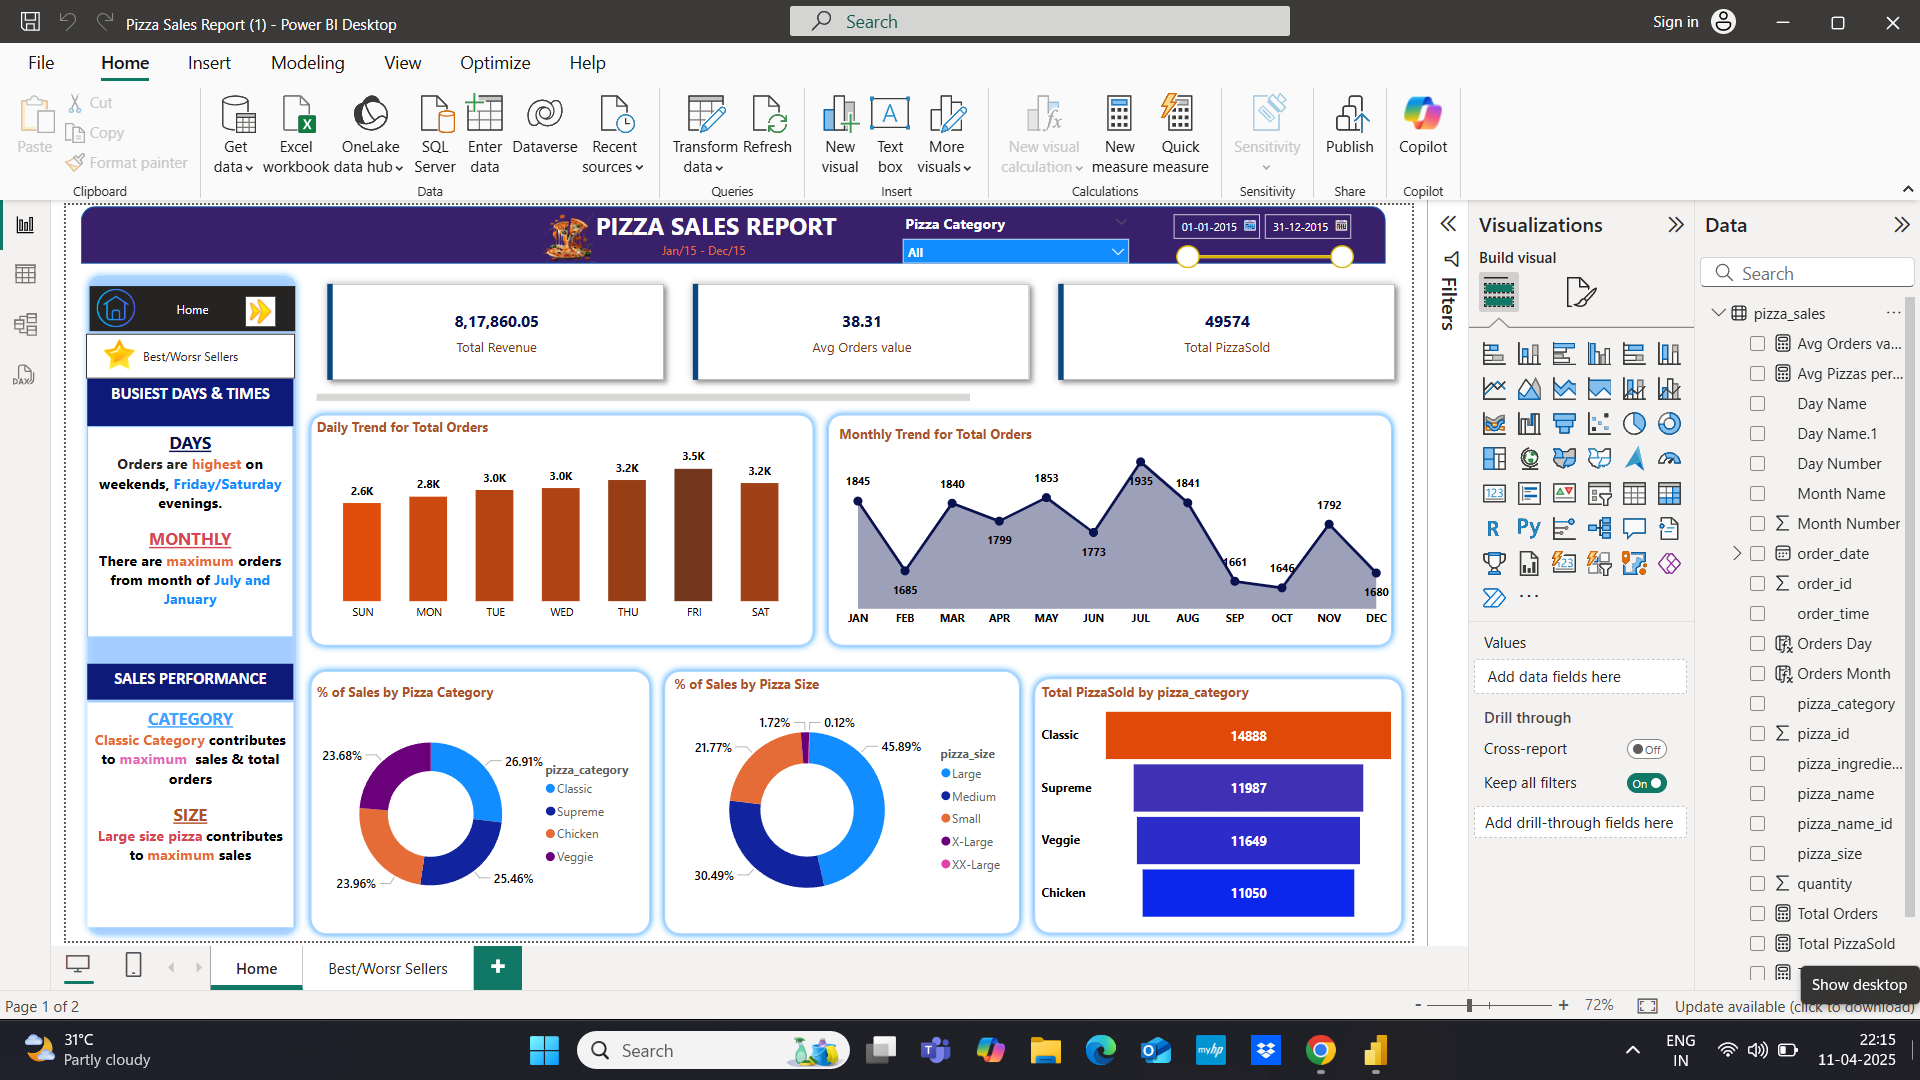 Pizza Sales Report (1) - Power BI Desktop
Search
Sign in
File
Home
Insert
Modeling
View
Optimize
Help
Paste
Cut
Copy
Format painter
Clipboard
Get data
Excel workbook
OneLake data hub
SQL Server
Enter data
Dataverse
Recent sources
Data
Transform data
Refresh
Queries
New visual
Text box
More visuals
Insert
New visual calculation
New measure
Quick measure
Calculations
Sensitivity
Sensitivity
Publish
Share
Copilot
Copilot
PIZZA SALES REPORT
Jan/15 - Dec/15
Pizza Category
All
01-01-2015
31-12-2015
Home
Best/Worsr Sellers
BUSIEST DAYS & TIMES
DAYS
Orders are highest on
weekends, Friday/Saturday
evenings.
MONTHLY
There are maximum orders
from month of July and
January
SALES PERFORMANCE
CATEGORY
Classic Category contributes
to maximum sales & total
orders
SIZE
Large size pizza contributes
to maximum sales
8,17,860.05
Total Revenue
38.31
Avg Orders value
49574
Total PizzaSold
Daily Trend for Total Orders
2.6K
2.8K
3.0K
3.0K
3.2K
3.5K
3.2K
SUN
MON
TUE
WED
THU
FRI
SAT
Monthly Trend for Total Orders
1845
1685
1840
1799
1853
1773
1935
1841
1661
1646
1792
1680
JAN
FEB
MAR
APR
MAY
JUN
JUL
AUG
SEP
OCT
NOV
DEC
% of Sales by Pizza Category
23.68%
26.91%
23.96%
25.46%
pizza_category
Classic
Supreme
Chicken
Veggie
% of Sales by Pizza Size
1.72%
0.12%
21.77%
45.89%
30.49%
pizza_size
Large
Medium
Small
X-Large
XX-Large
Total PizzaSold by pizza_category
Classic
14888
Supreme
11987
Veggie
11649
Chicken
11050
Filters
Visualizations
Build visual
Values
Add data fields here
Drill through
Cross-report
Off
Keep all filters
On
Add drill-through fields here
Data
Search
pizza_sales
Avg Orders va...
Avg Pizzas per...
Day Name
Day Name.1
Day Number
Month Name
Month Number
order_date
order_id
order_time
Orders Day
Orders Month
pizza_category
pizza_id
pizza_ingredie...
pizza_name
pizza_name_id
pizza_size
quantity
Total Orders
Total PizzaSold
Show desktop
Home
Best/Worsr Sellers
Page 1 of 2
72%
Update available (click to download)
31°C
Partly cloudy
Search
ENG
IN
22:15
11-04-2025